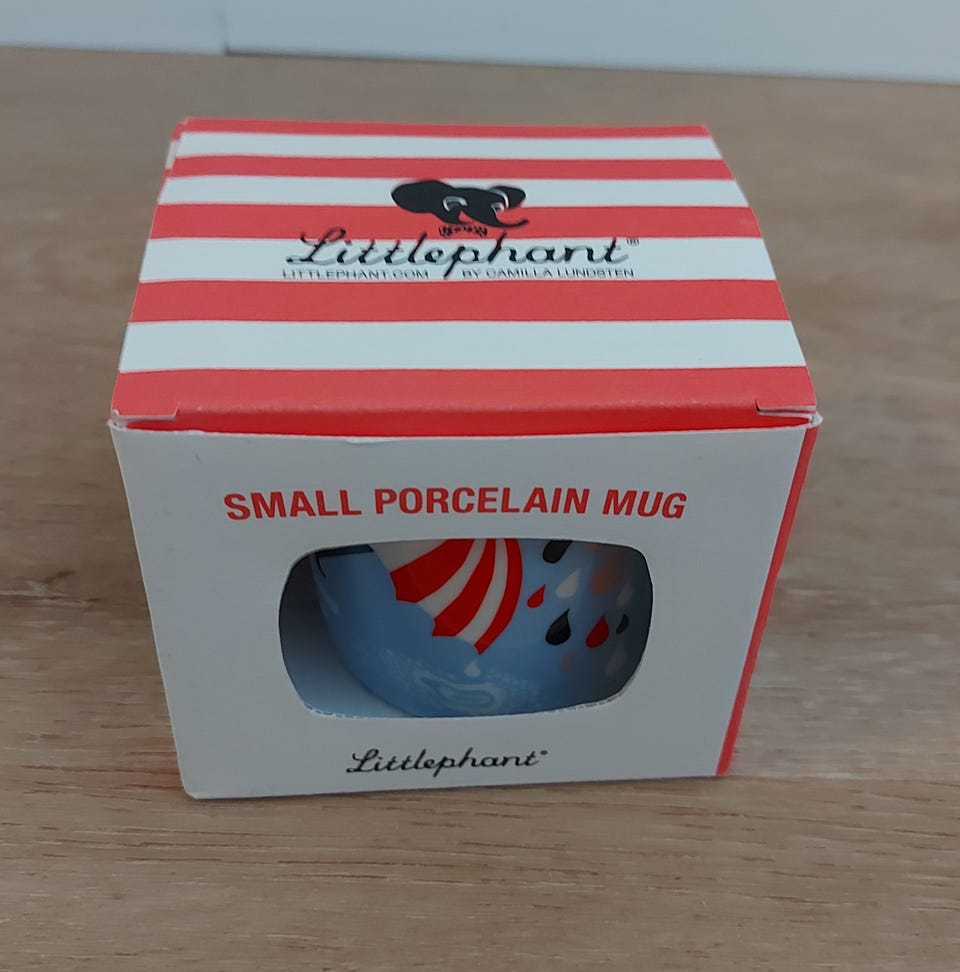 Littlephant®
LITTLEPHANT.COM BY CAMILLA LUNDSTEN
SMALL PORCELAIN MUG
Littlephant®